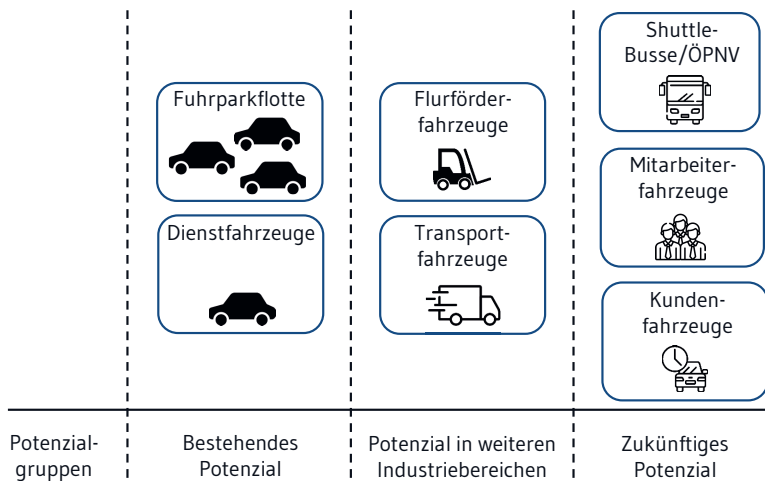 Fuhrparkflotte
Dienstfahrzeuge
Flurförder-
fahrzeuge
Transport-
fahrzeuge
Shuttle-
Busse/ÖPNV
Mitarbeiter-
fahrzeuge
Kunden-
fahrzeuge
Potenzial-
gruppen
Bestehendes
Potenzial
Potenzial in weiteren
Industriebereichen
Zukünftiges
Potenzial